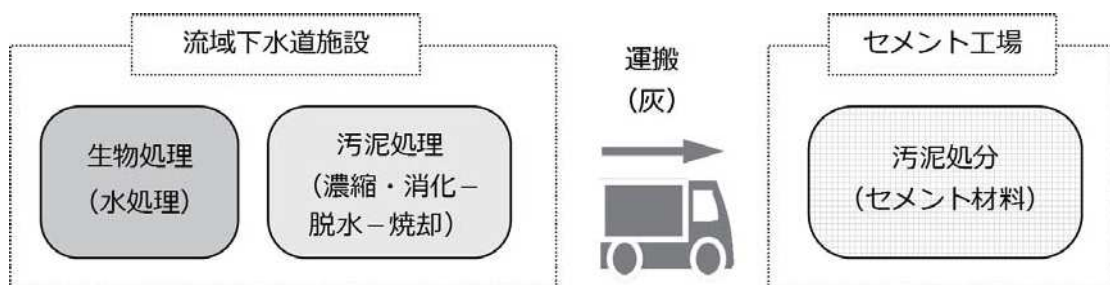 流域下水道施設
生物処理
（水処理）
汚泥処理
（濃縮・消化－
脱水－焼却）
運搬
（灰）
セメント工場
汚泥処分
（セメント材料）